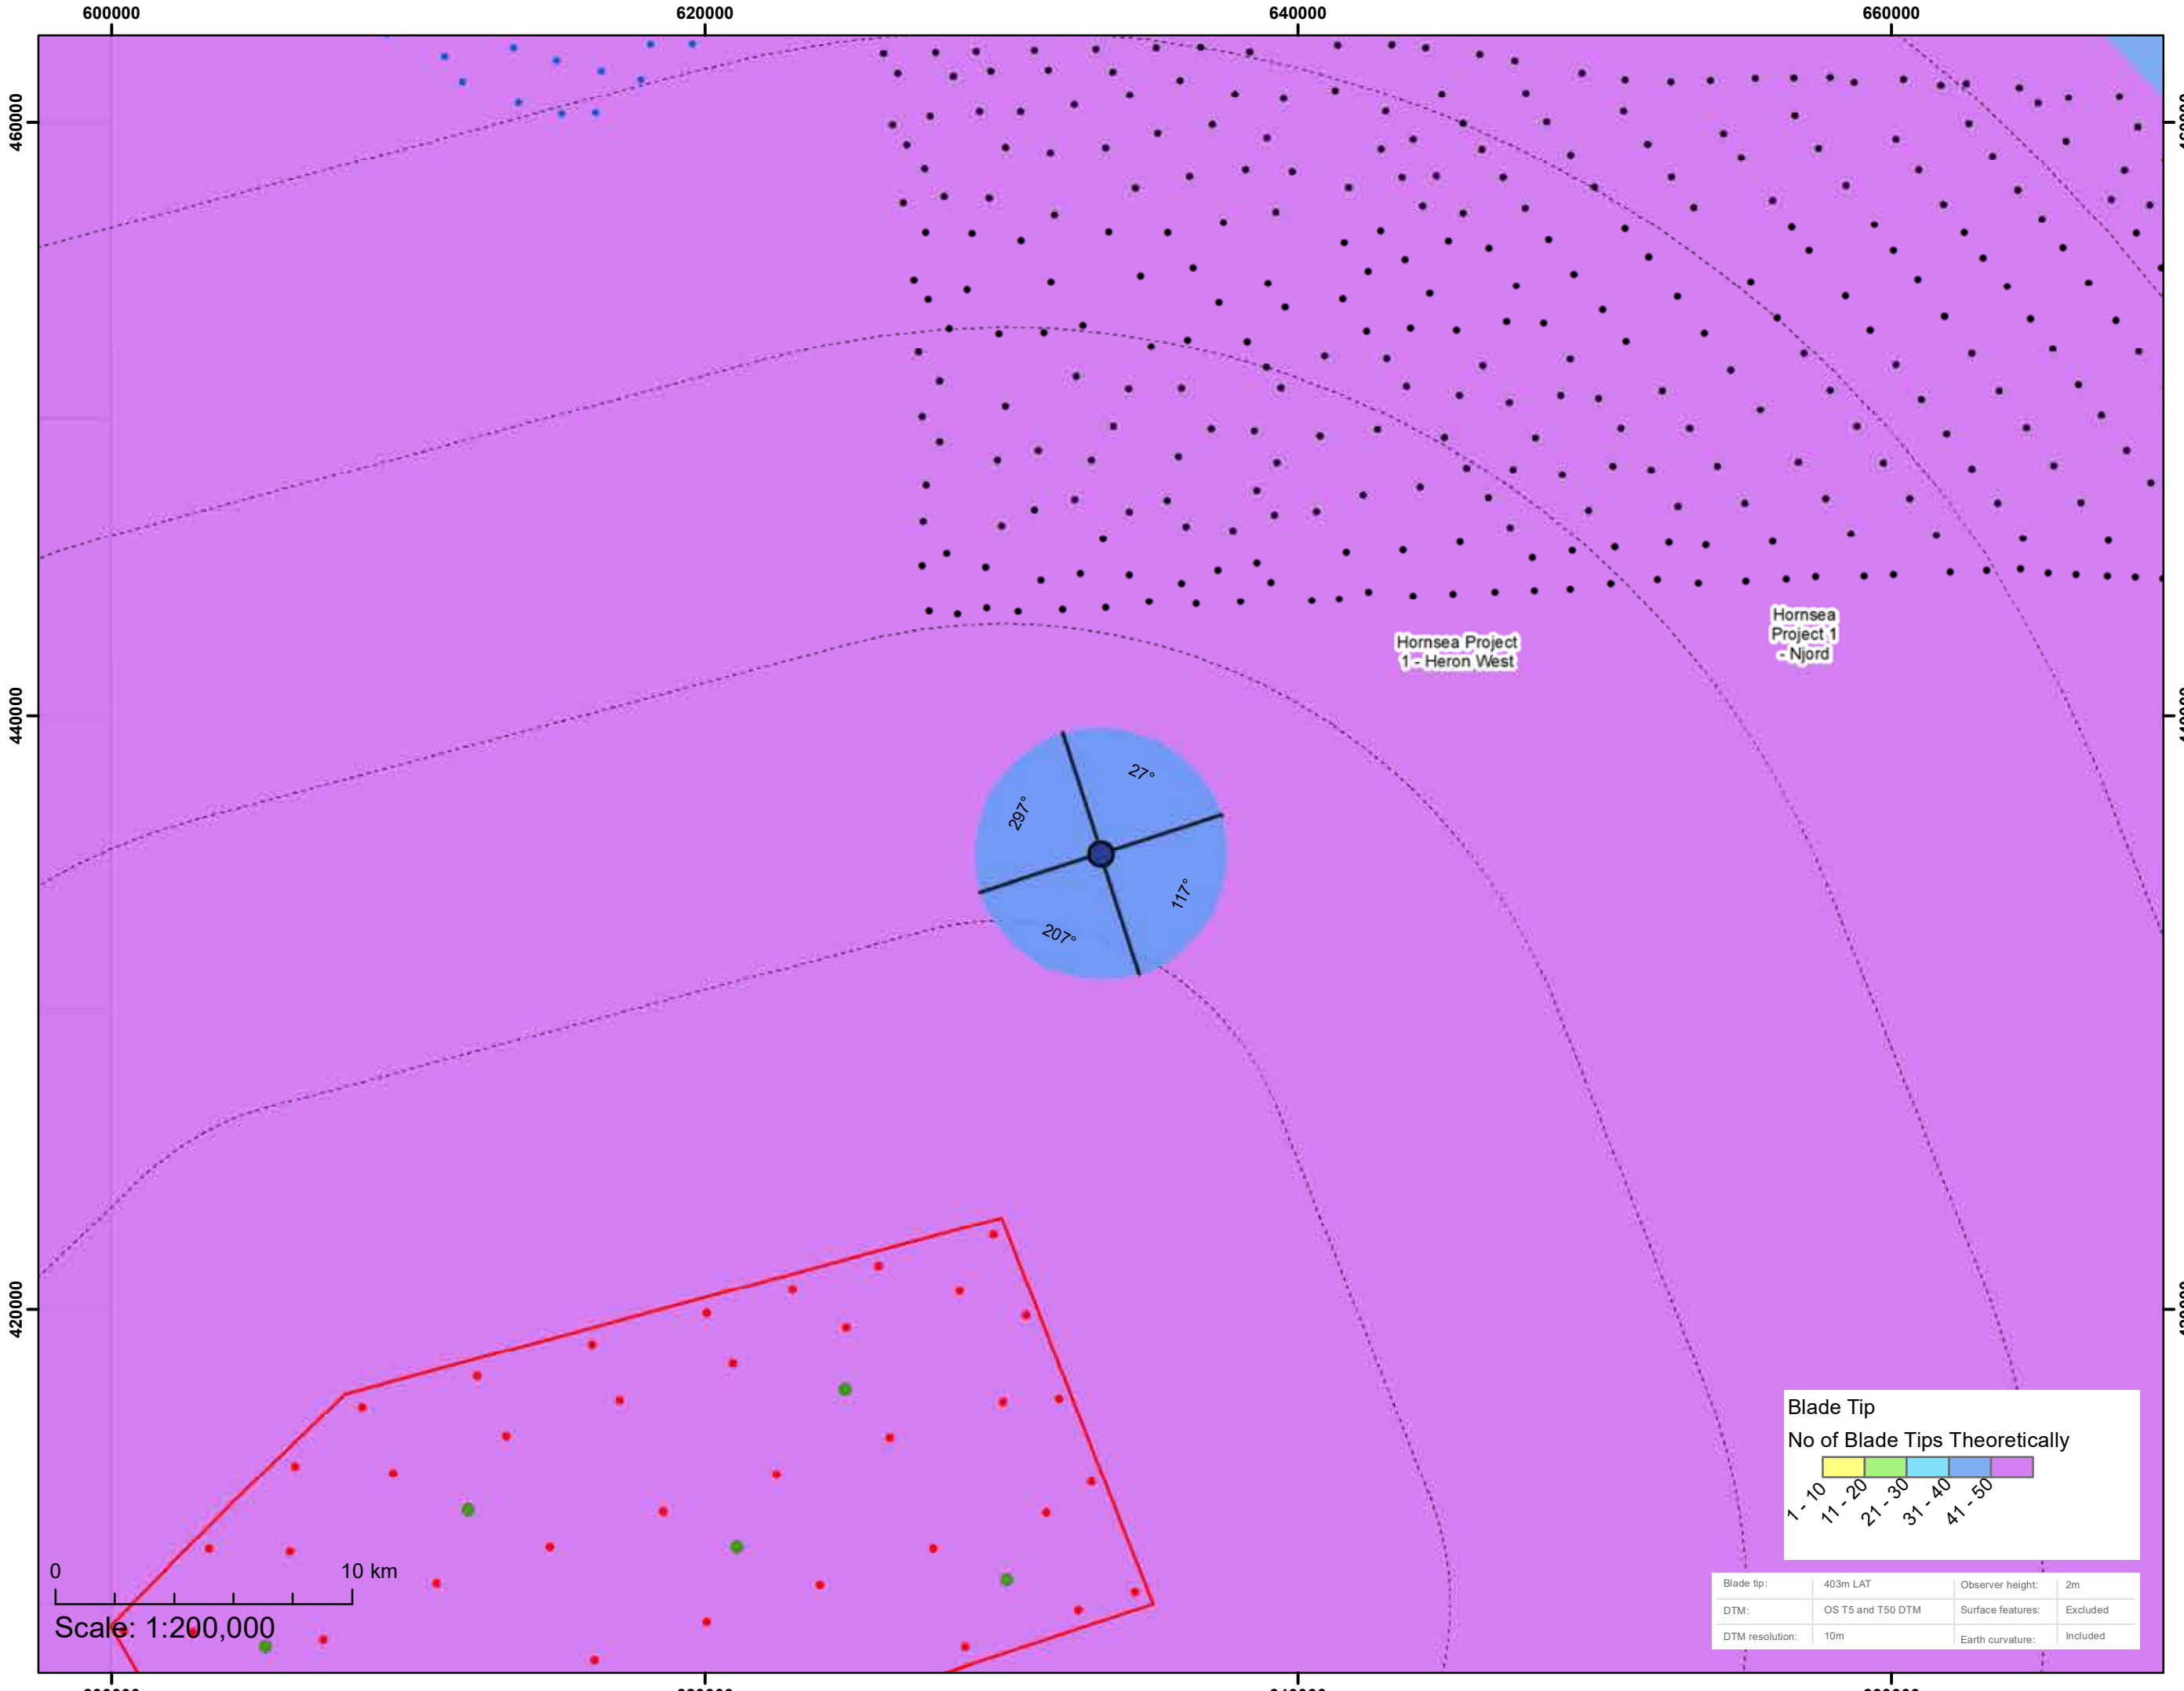 600000 620000 640000 660000
460000
440000
420000
27°
297°
117°
207°
Hornsea Project
1 - Heron West
Hornsea
Project 1
- Njord
Blade Tip
No of Blade Tips Theoretically
1 - 10 11 - 20 21 - 30 31 - 40 41 - 50
0 10 km
Scale: 1:200,000
Blade tip: 403m LAT Observer height: 2m
DTM: OS T5 and T50 DTM Surface features: Excluded
DTM resolution: 10m Earth curvature: Included